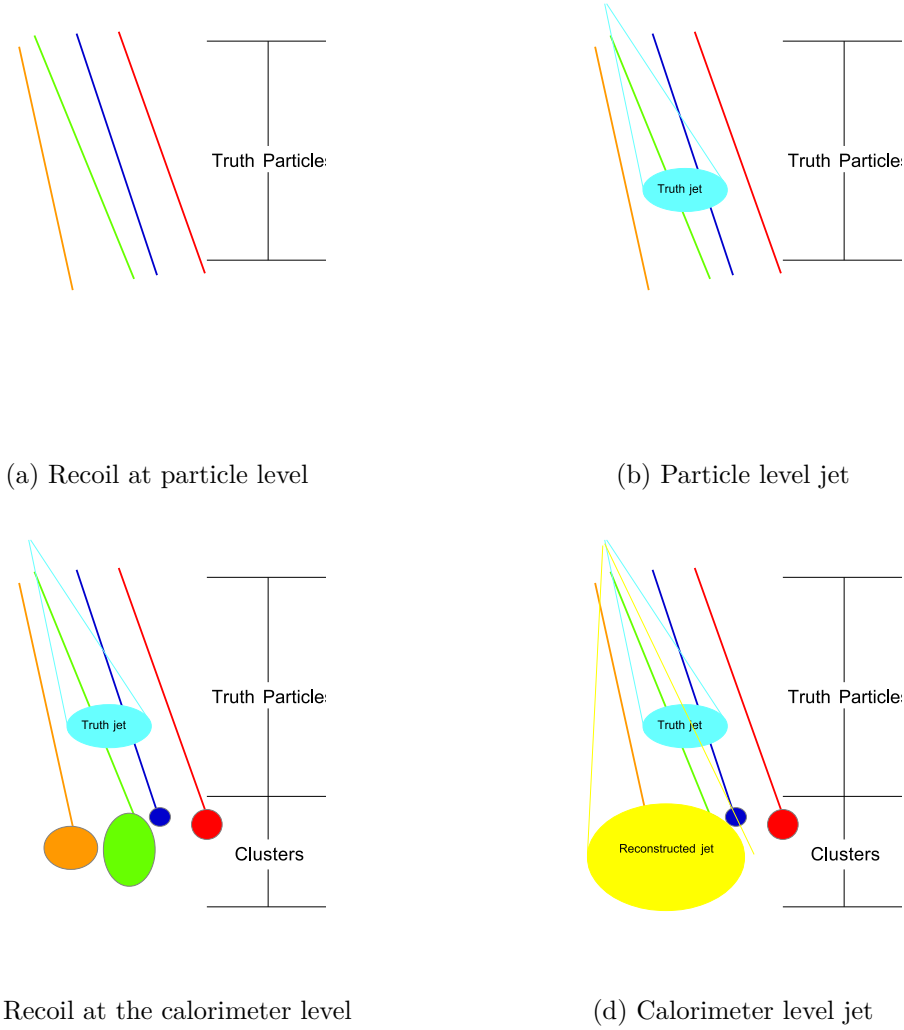 Truth Particles
Truth jet
Truth Particles
(a) Recoil at particle level
(b) Particle level jet
Truth jet
Truth Particles
Clusters
Truth jet
Truth Particles
Reconstructed jet
Clusters
Recoil at the calorimeter level
(d) Calorimeter level jet